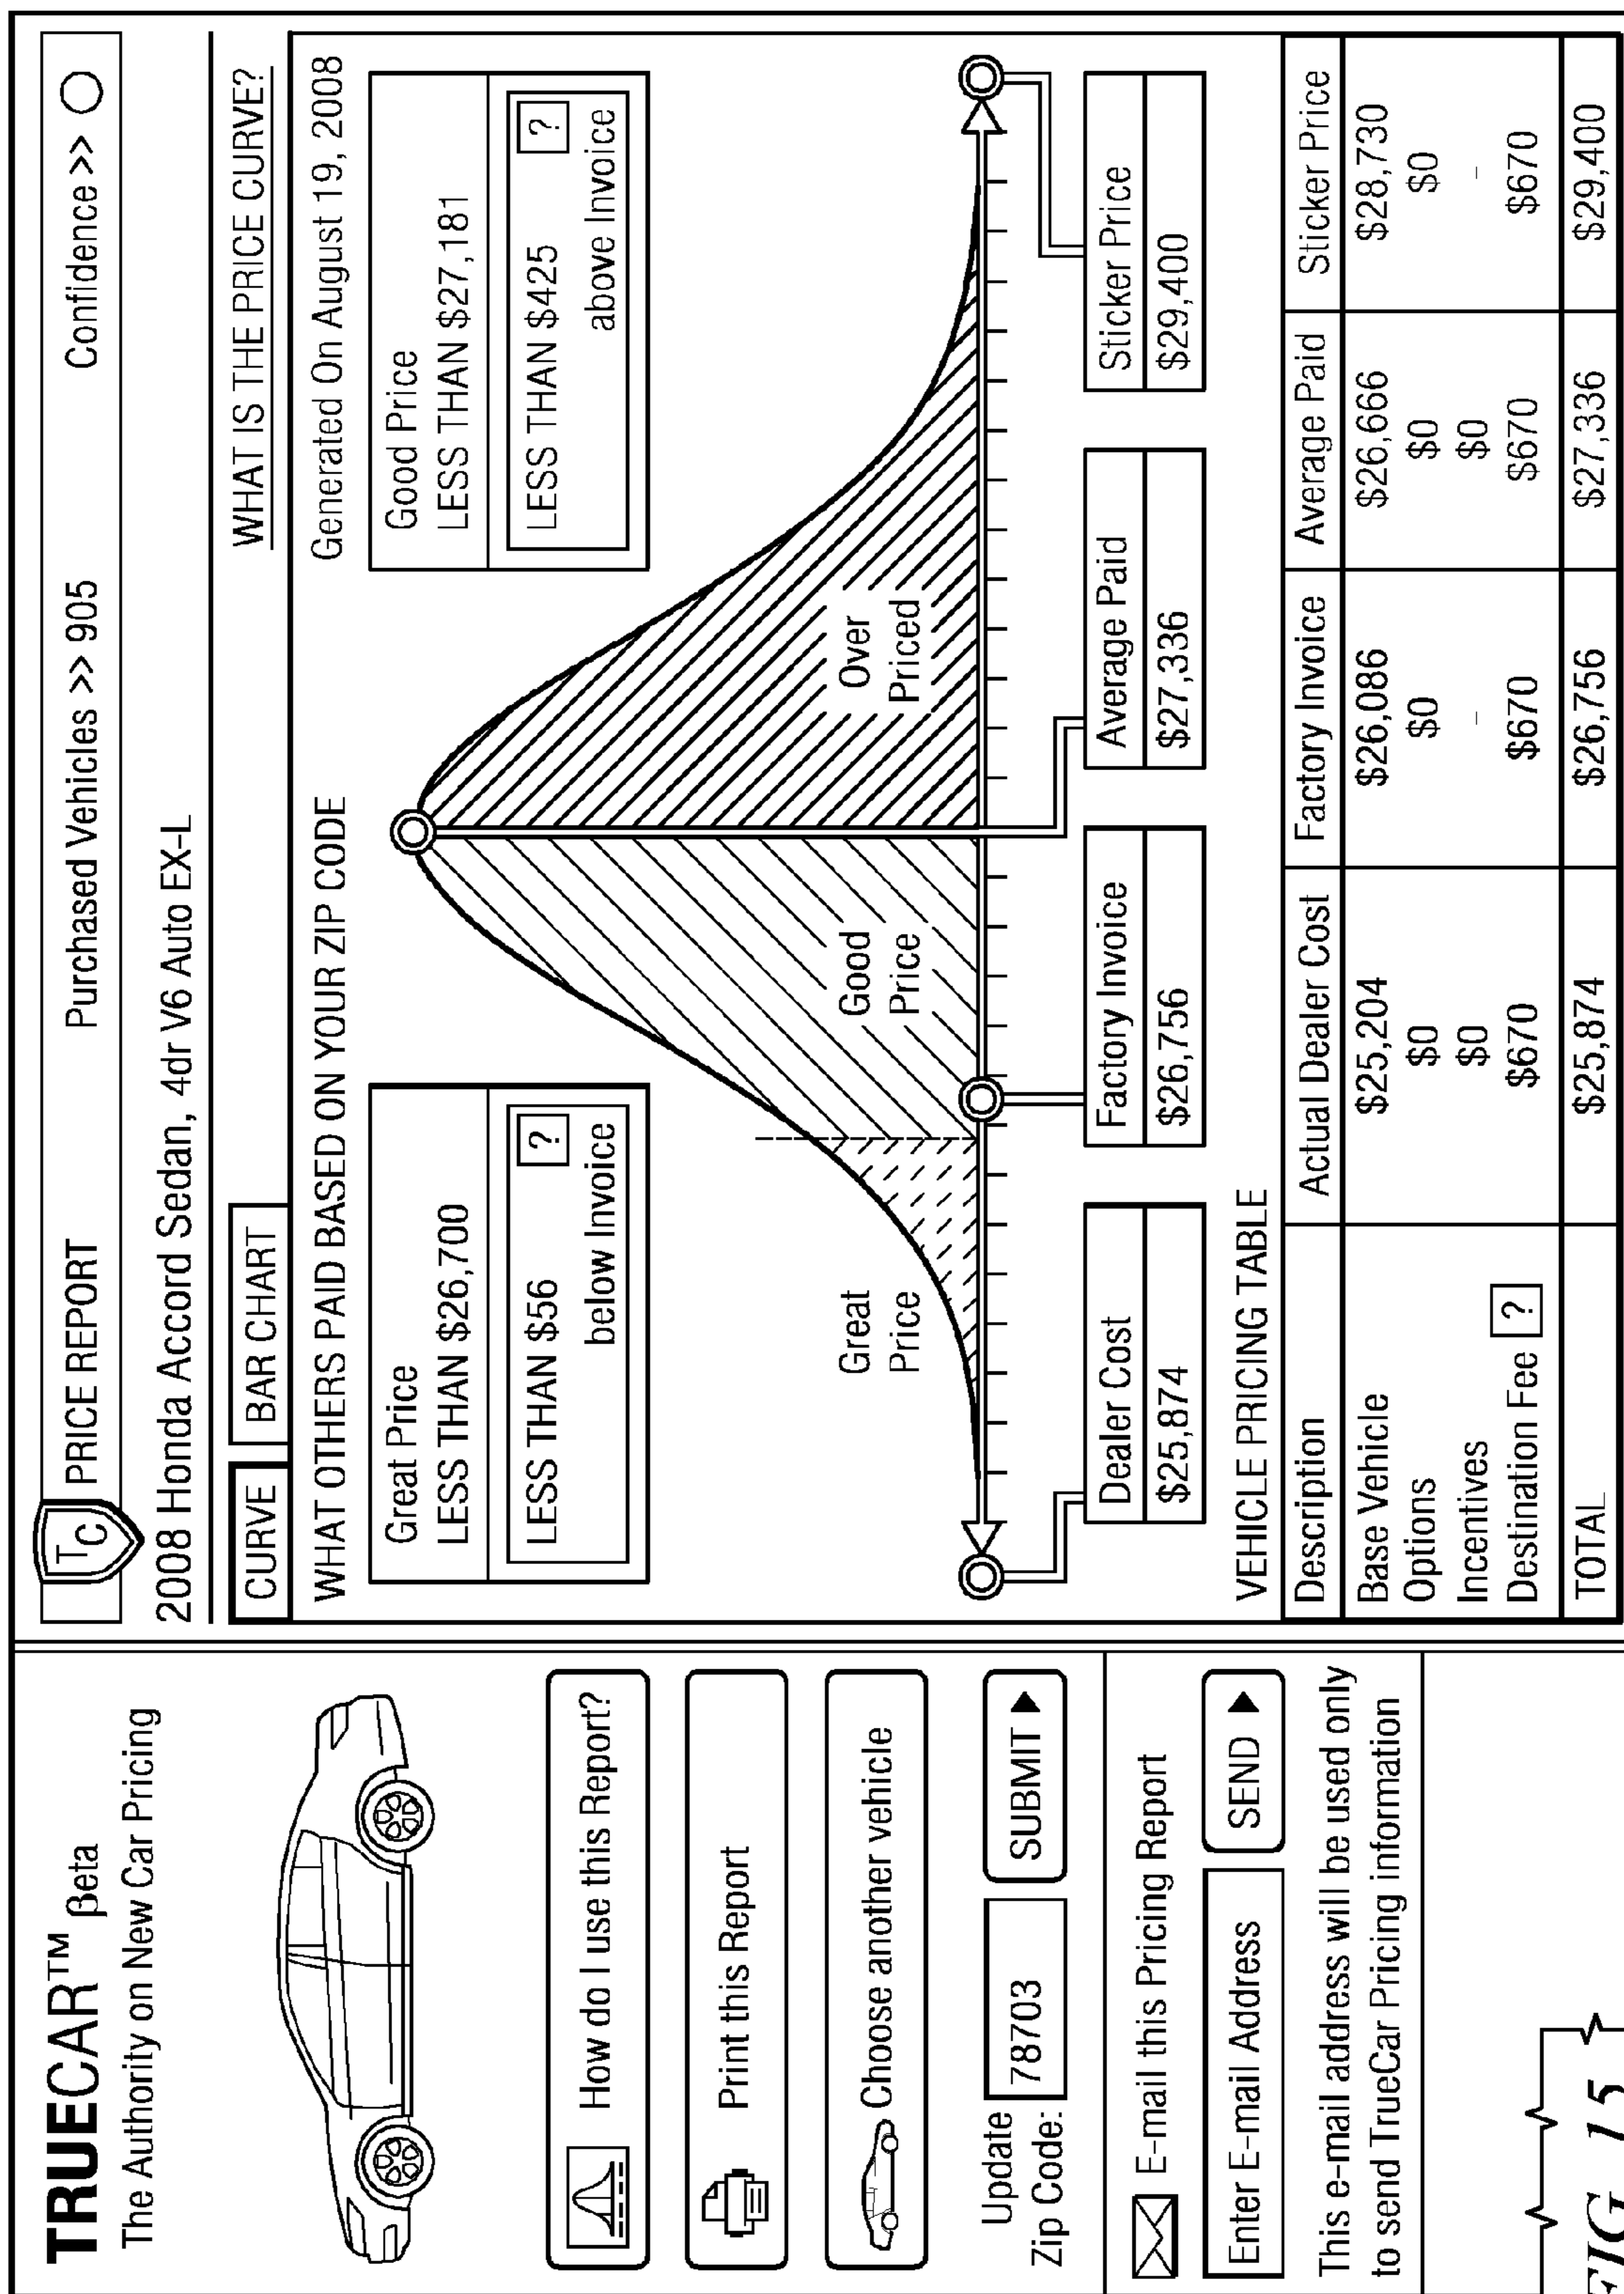 TRUECAR™ βeta
The Authority on New Car Pricing
How do I use this Report?
Print this Report
Choose another vehicle
Update
Zip Code:
78703
SUBMIT
E-mail this Pricing Report
Enter E-mail Address
SEND
This e-mail address will be used only
to send TrueCar Pricing information
TC
PRICE REPORT Purchased Vehicles >> 905 Confidence >>
2008 Honda Accord Sedan, 4dr V6 Auto EX-L
CURVE BAR CHART WHAT IS THE PRICE CURVE?
WHAT OTHERS PAID BASED ON YOUR ZIP CODE Generated On August 19, 2008
Great Price
LESS THAN $26,700
LESS THAN $56 ?
below Invoice
Good Price
LESS THAN $27,181
LESS THAN $425 ?
above Invoice
Great
Price
Good
Price
Over
Priced
Dealer Cost
$25,874
Factory Invoice
$26,756
Average Paid
$27,336
Sticker Price
$29,400
VEHICLE PRICING TABLE
Description Actual Dealer Cost Factory Invoice Average Paid Sticker Price
Base Vehicle $25,204 $26,086 $26,666 $28,730
Options $0 $0 $0 $0
Incentives $0 - $0 -
Destination Fee ? $670 $670 $670 $670
TOTAL $25,874 $26,756 $27,336 $29,400
FIG. 15